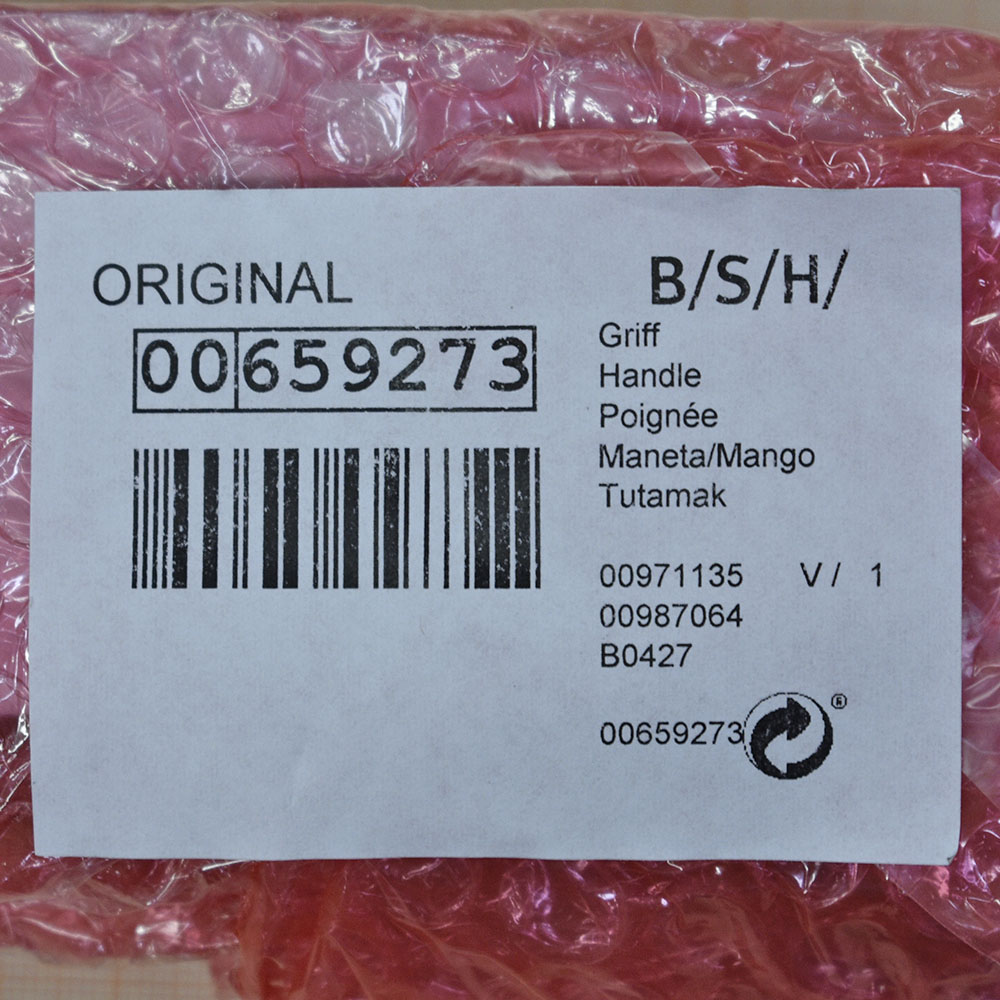 ORIGINAL
00659273
B/S/H/
Griff
Handle
Poignée
Maneta/Mango
Tutamak
00971135 V / 1
00987064
B0427
00659273
®